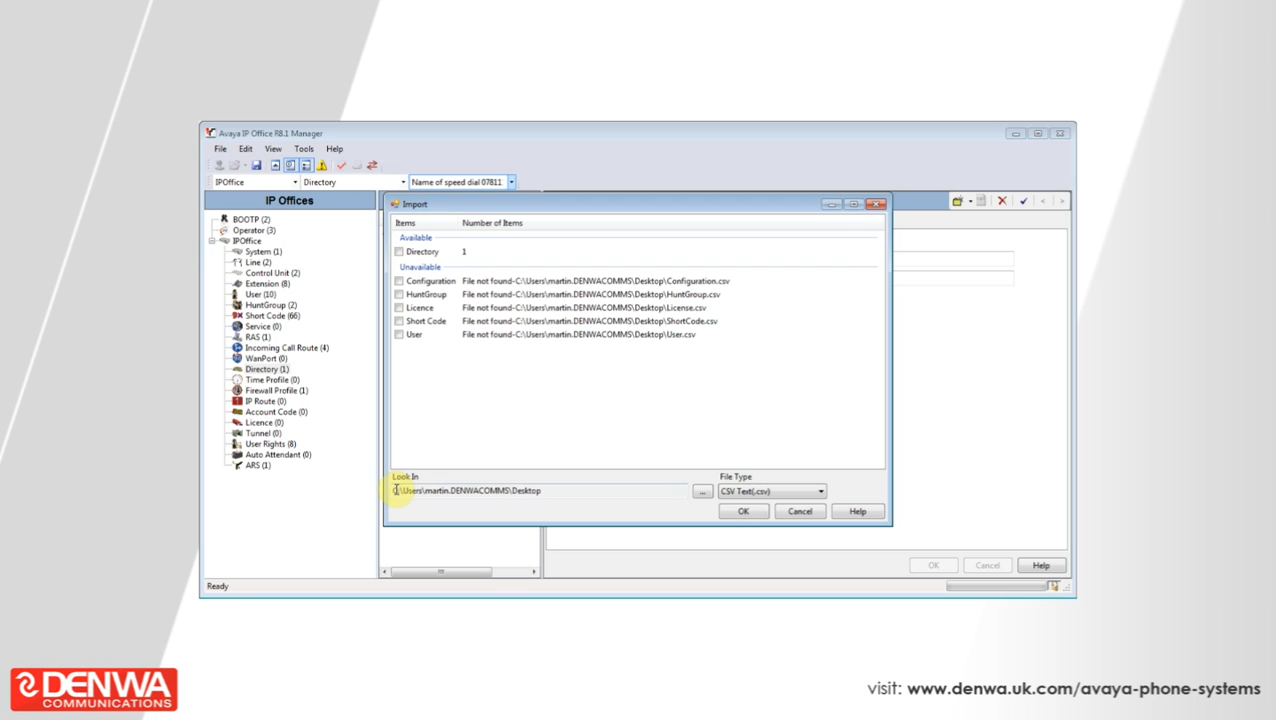 Avaya IP Office R8.1 Manager
File Edit View Tools Help
IPOffice Directory Name of speed dial 07811
IP Offices
BOOTP (2)
Operator (3)
IPOffice
System (1)
Line (2)
Control Unit (2)
Extension (8)
User (10)
HuntGroup (2)
Short Code (66)
Service (0)
RAS (1)
Incoming Call Route (4)
WanPort (0)
Directory (1)
Time Profile (0)
Firewall Profile (1)
IP Route (0)
Account Code (0)
Licence (0)
Tunnel (0)
User Rights (8)
Auto Attendant (0)
ARS (1)
Import
Items Number of Items
Available
Directory 1
Unavailable
Configuration File not found-C:\Users\martin.DENWACOMMS\Desktop\Configuration.csv
HuntGroup File not found-C:\Users\martin.DENWACOMMS\Desktop\HuntGroup.csv
Licence File not found-C:\Users\martin.DENWACOMMS\Desktop\License.csv
Short Code File not found-C:\Users\martin.DENWACOMMS\Desktop\ShortCode.csv
User File not found-C:\Users\martin.DENWACOMMS\Desktop\User.csv
Look In File Type
C:\Users\martin.DENWACOMMS\Desktop ... CSV Text(.csv)
OK Cancel Help
OK Cancel Help
Ready
DENWA
COMMUNICATIONS
visit: www.denwa.uk.com/avaya-phone-systems